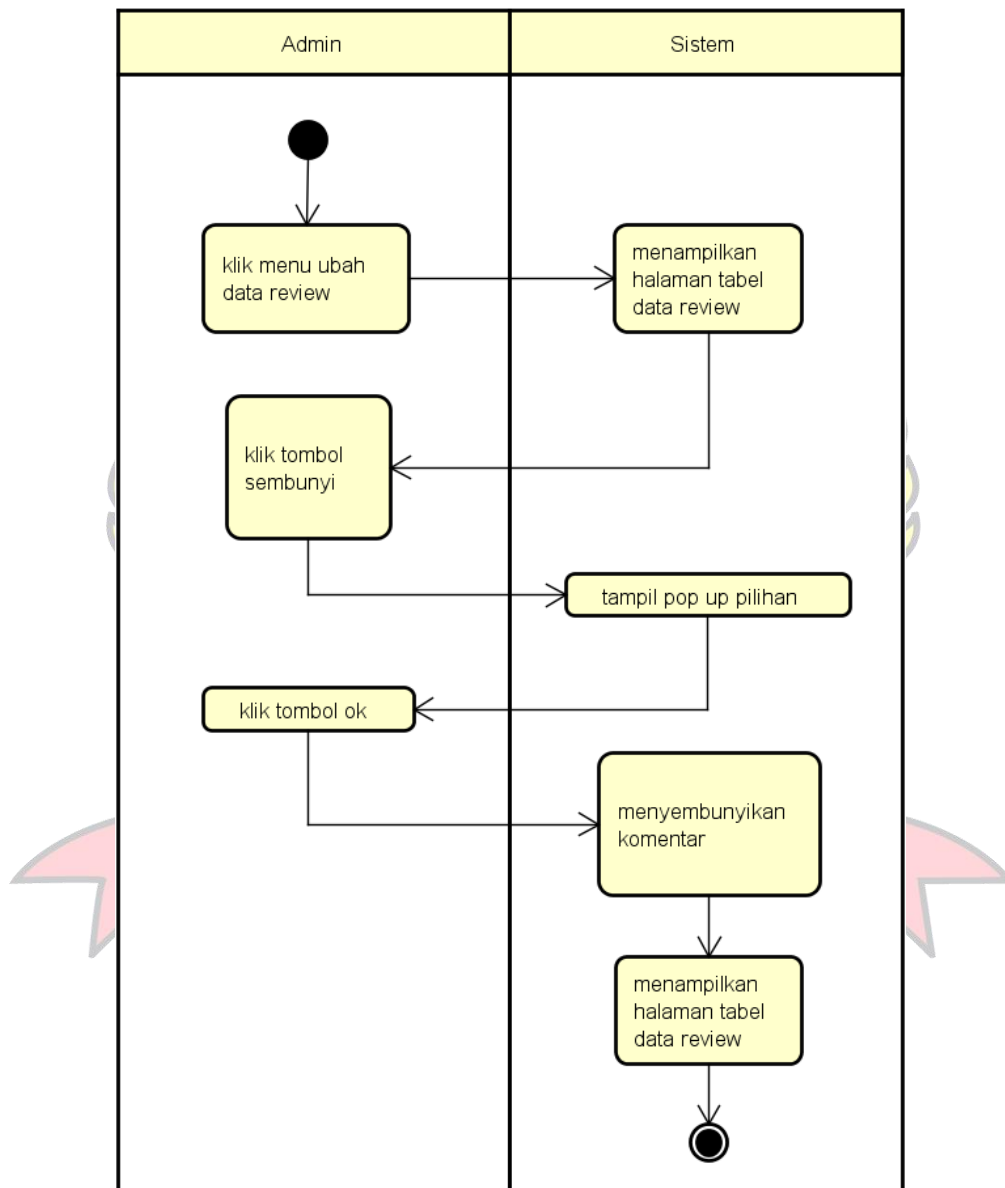 Admin
Sistem
klik menu ubah
data review
menampilkan
halaman tabel
data review
klik tombol
sembunyi
tampil pop up pilihan
klik tombol ok
menyembunyikan
komentar
menampilkan
halaman tabel
data review